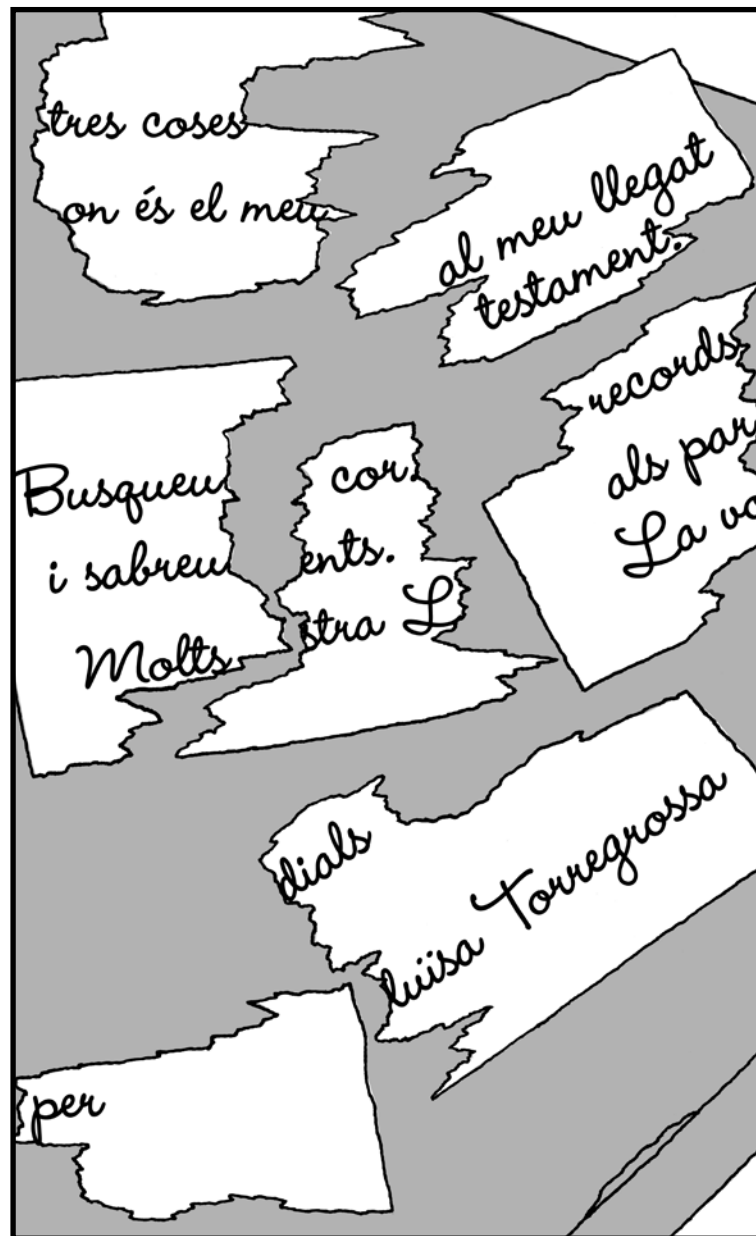 tres coses
on és el meu
al meu llegat
testament.
Busqueu
i sabreu
Molts
cor
ents.
stra L
records
als par
La vo
dials
luïsa Torregrossa
per